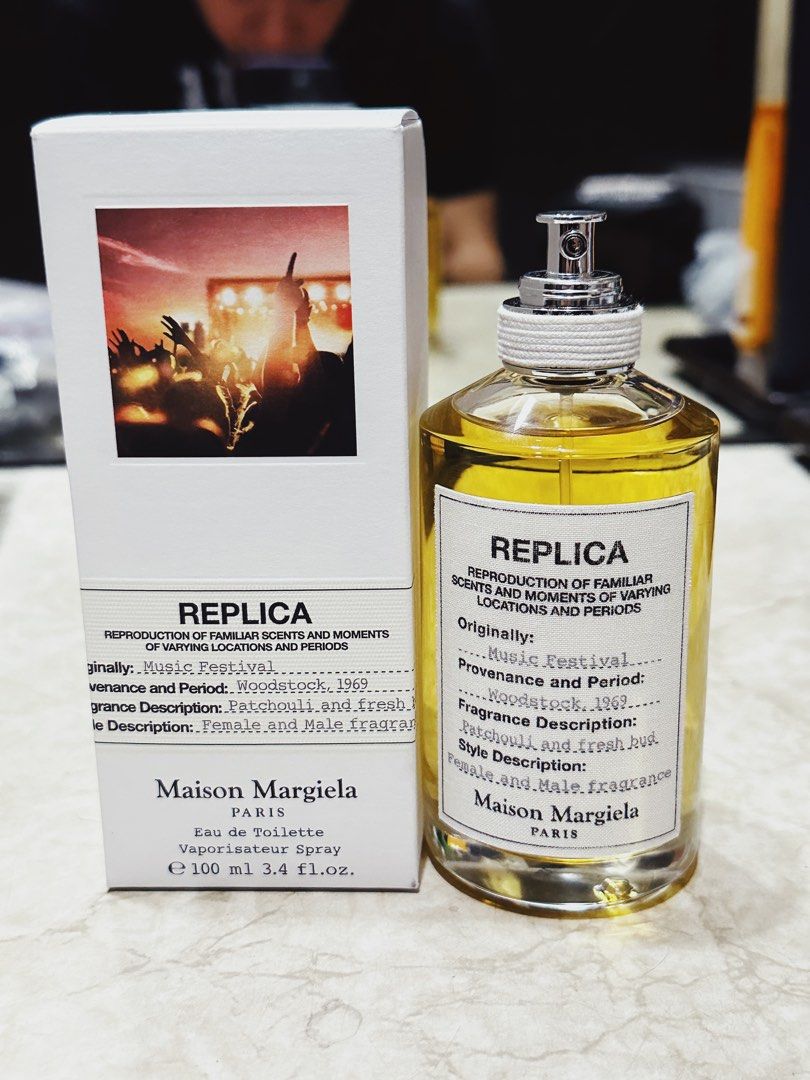 REPLICA
REPRODUCTION OF FAMILIAR SCENTS AND MOMENTS
OF VARYING LOCATIONS AND PERIODS
ginally: Music Festival
venance and Period: Woodstock, 1969
grance Description: Patchouli and fresh
le Description: Female and Male fragran
Maison Margiela
PARIS
Eau de Toilette
Vaporisateur Spray
℮ 100 ml 3.4 fl.oz.
REPLICA
REPRODUCTION OF FAMILIAR
SCENTS AND MOMENTS OF VARYING
LOCATIONS AND PERIODS
Originally:
Music Festival
Provenance and Period:
Woodstock, 1969
Fragrance Description:
Patchouli and fresh bud
Style Description:
Female and Male fragrance
Maison Margiela
PARIS